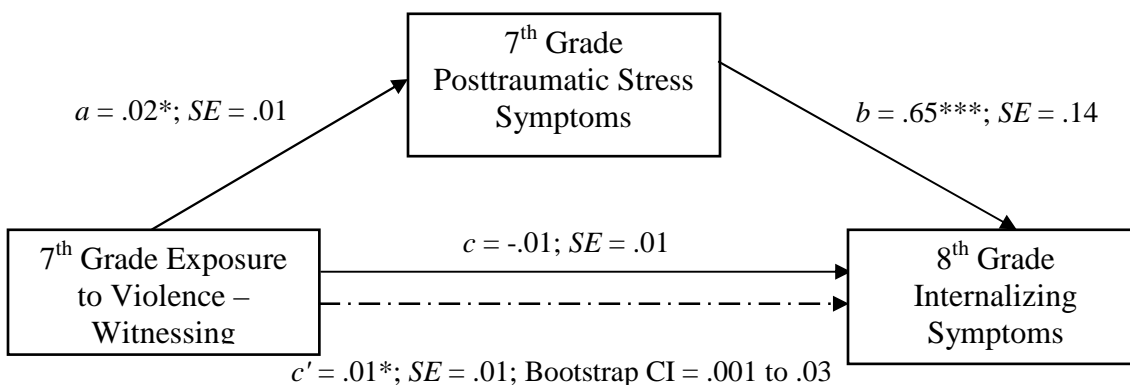 7th Grade
Posttraumatic Stress
Symptoms
a = .02*; SE = .01
b = .65***; SE = .14
7th Grade Exposure
to Violence –
Witnessing
c = -.01; SE = .01
8th Grade
Internalizing
Symptoms
c' = .01*; SE = .01; Bootstrap CI = .001 to .03